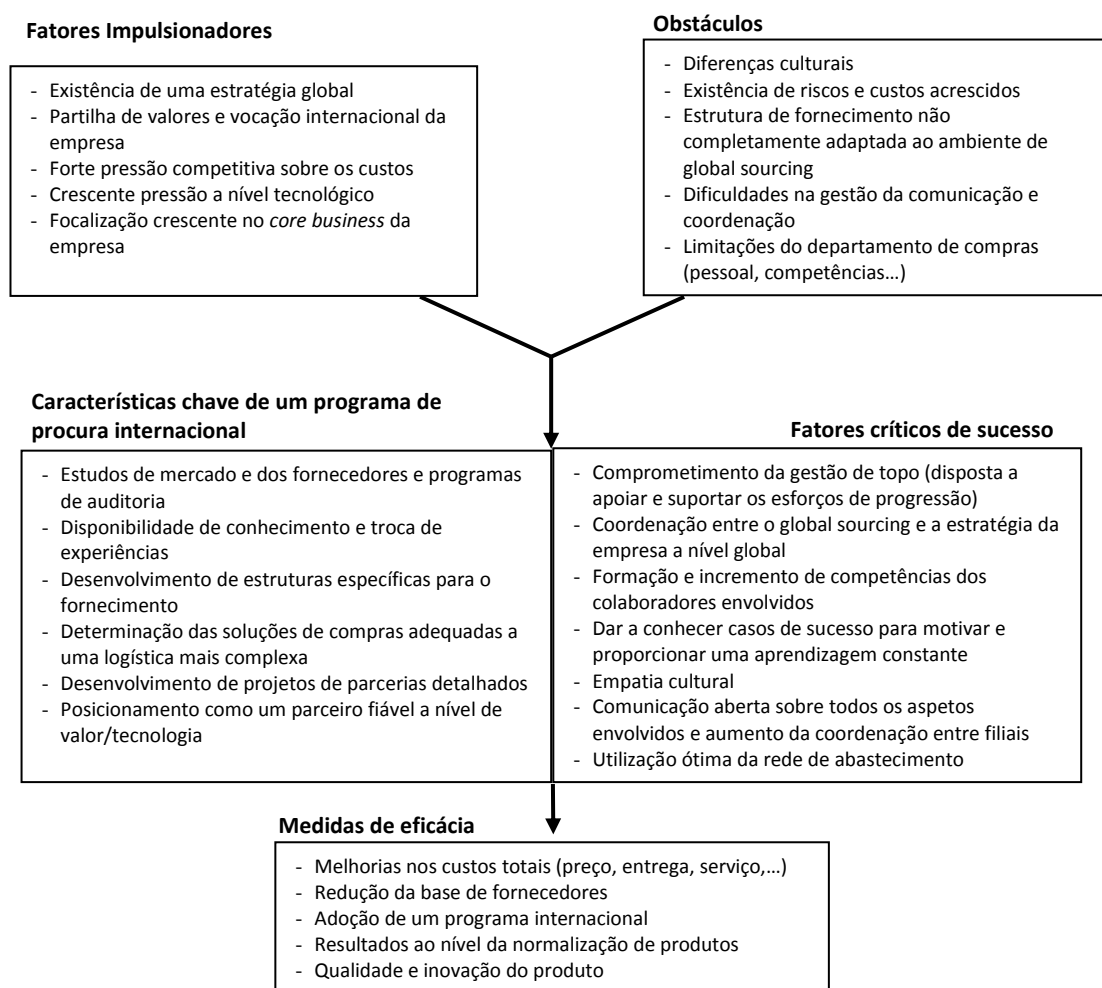 Fatores Impulsionadores
- Existência de uma estratégia global
- Partilha de valores e vocação internacional da
empresa
- Forte pressão competitiva sobre os custos
- Crescente pressão a nível tecnológico
- Focalização crescente no core business da
empresa
Obstáculos
- Diferenças culturais
- Existência de riscos e custos acrescidos
- Estrutura de fornecimento não
completamente adaptada ao ambiente de
global sourcing
- Dificuldades na gestão da comunicação e
coordenação
- Limitações do departamento de compras
(pessoal, competências…)
Características chave de um programa de
procura internacional
- Estudos de mercado e dos fornecedores e programas
de auditoria
- Disponibilidade de conhecimento e troca de
experiências
- Desenvolvimento de estruturas específicas para o
fornecimento
- Determinação das soluções de compras adequadas a
uma logística mais complexa
- Desenvolvimento de projetos de parcerias detalhados
- Posicionamento como um parceiro fiável a nível de
valor/tecnologia
Fatores críticos de sucesso
- Comprometimento da gestão de topo (disposta a
apoiar e suportar os esforços de progressão)
- Coordenação entre o global sourcing e a estratégia da
empresa a nível global
- Formação e incremento de competências dos
colaboradores envolvidos
- Dar a conhecer casos de sucesso para motivar e
proporcionar uma aprendizagem constante
- Empatia cultural
- Comunicação aberta sobre todos os aspetos
envolvidos e aumento da coordenação entre filiais
- Utilização ótima da rede de abastecimento
Medidas de eficácia
- Melhorias nos custos totais (preço, entrega, serviço,…)
- Redução da base de fornecedores
- Adoção de um programa internacional
- Resultados ao nível da normalização de produtos
- Qualidade e inovação do produto